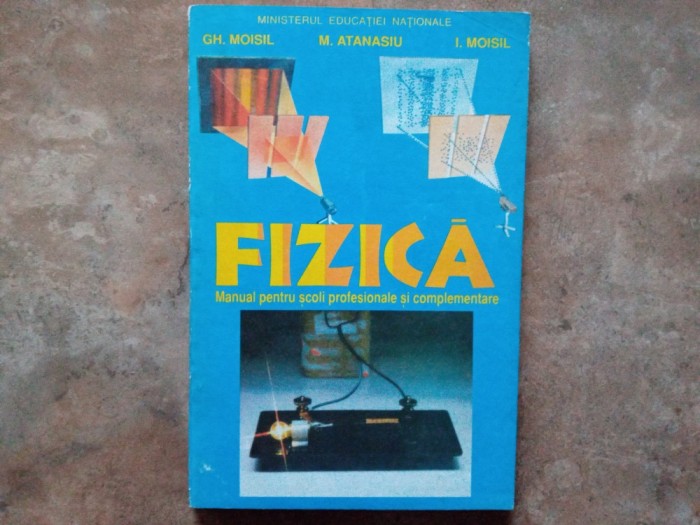 MINISTERUL EDUCAȚIEI NAȚIONALE
GH. MOISIL M. ATANASIU I. MOISIL
FIZICĂ
Manual pentru școli profesionale și complementare